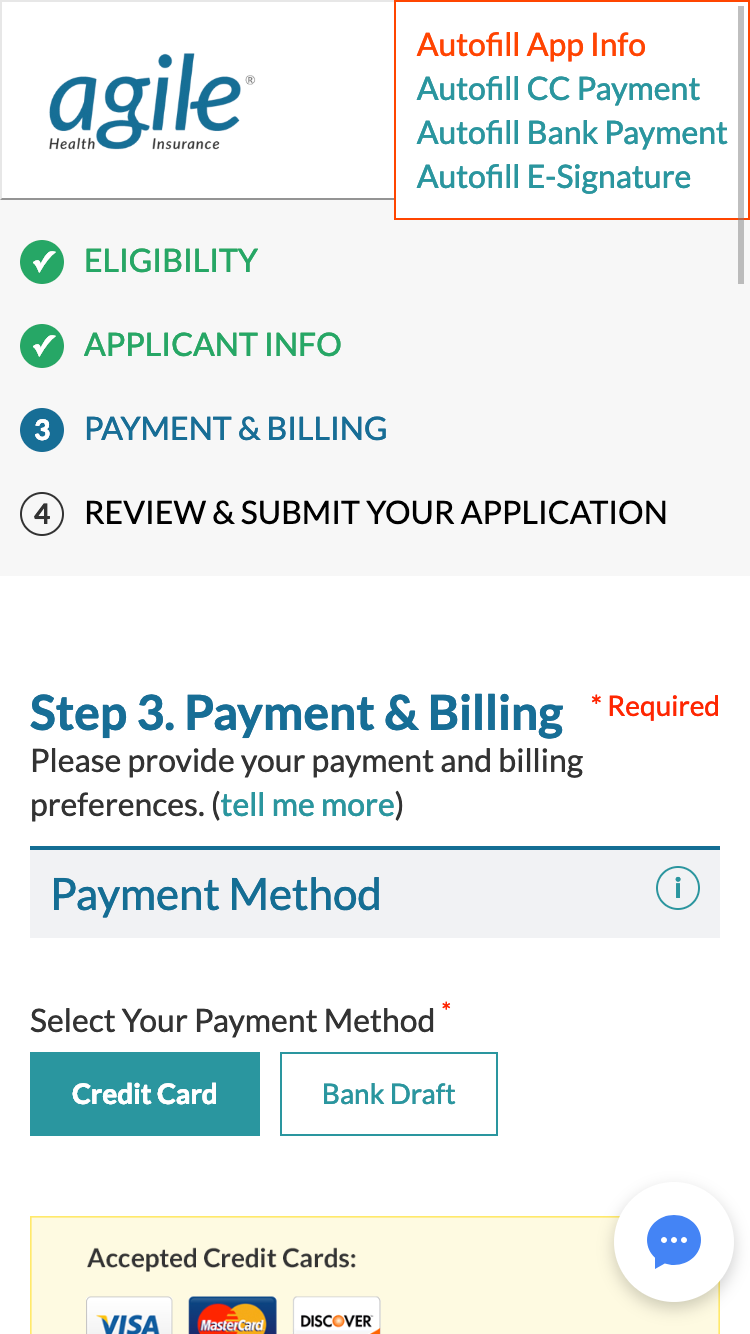 agile®
Health Insurance
Autofill App Info
Autofill CC Payment
Autofill Bank Payment
Autofill E-Signature
ELIGIBILITY
APPLICANT INFO
3 PAYMENT & BILLING
4 REVIEW & SUBMIT YOUR APPLICATION
Step 3. Payment & Billing * Required
Please provide your payment and billing
preferences. (tell me more)
Payment Method i
Select Your Payment Method *
Credit Card Bank Draft
Accepted Credit Cards:
VISA MasterCard DISCOVER